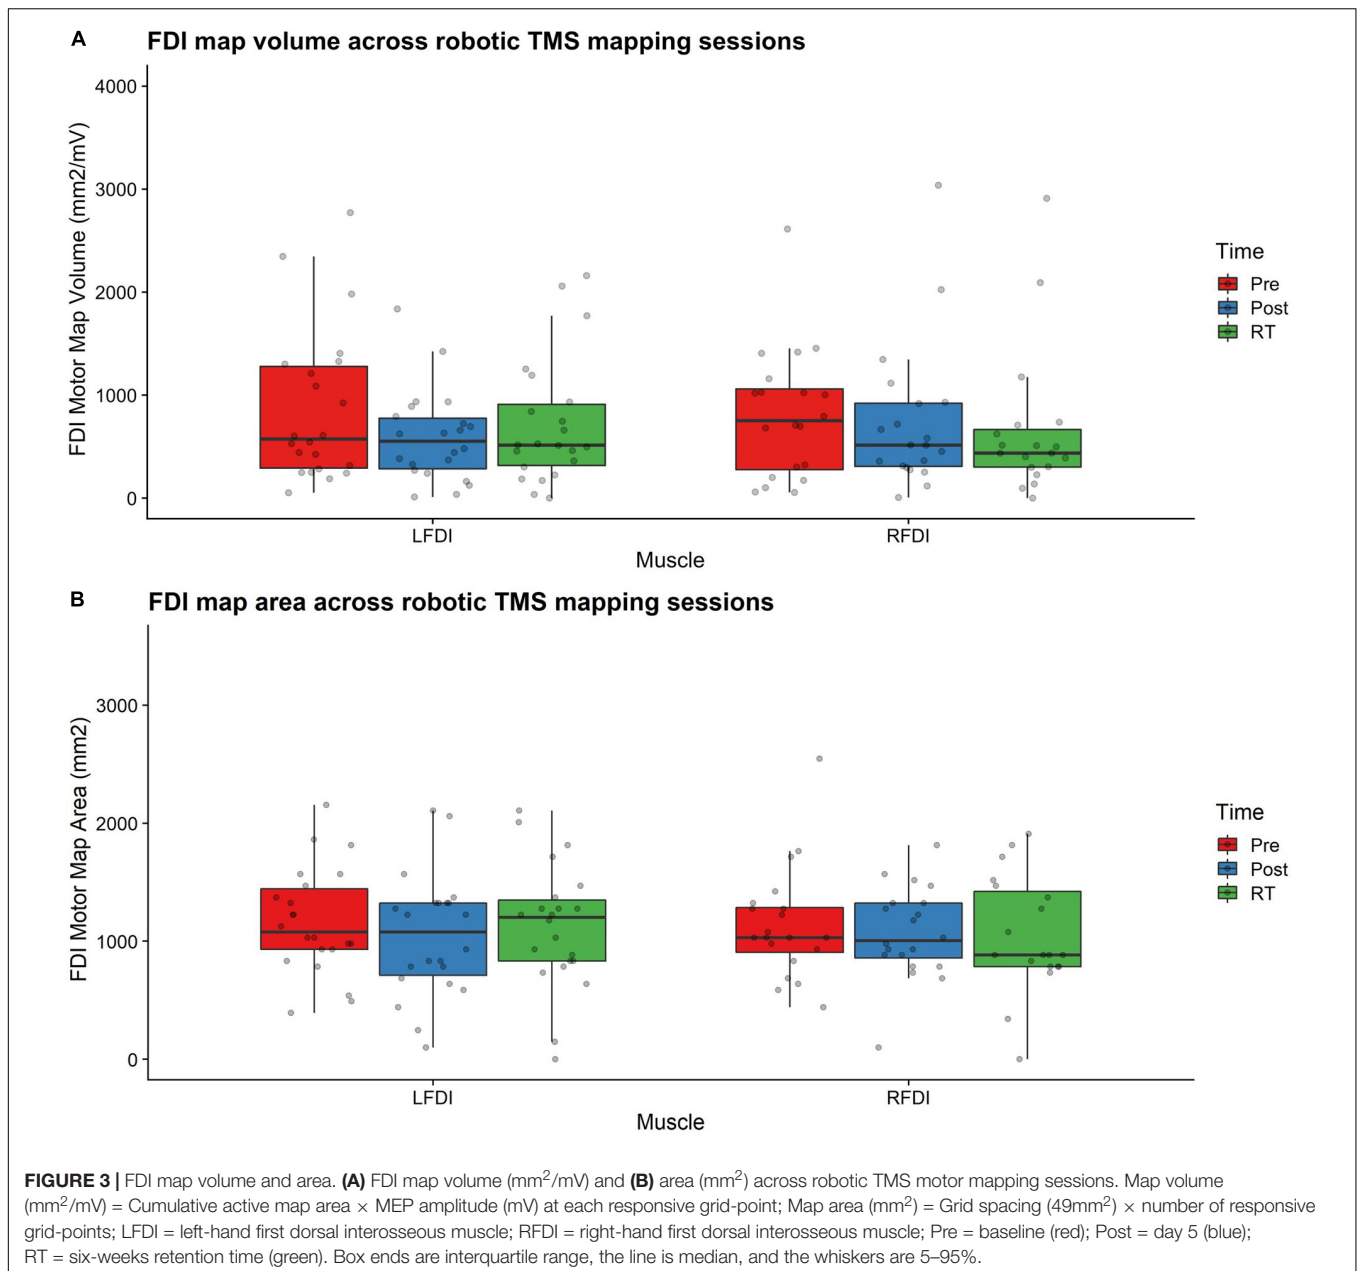 A
FDI map volume across robotic TMS mapping sessions
4000
3000
2000
1000
0
FDI Motor Map Volume (mm2/mV)
LFDI
RFDI
Muscle
Time
Pre
Post
RT
B
FDI map area across robotic TMS mapping sessions
3000
2000
1000
0
FDI Motor Map Area (mm2)
LFDI
RFDI
Muscle
Time
Pre
Post
RT
FIGURE 3 | FDI map volume and area. (A) FDI map volume (mm²/mV) and (B) area (mm²) across robotic TMS motor mapping sessions. Map volume
(mm²/mV) = Cumulative active map area × MEP amplitude (mV) at each responsive grid-point; Map area (mm²) = Grid spacing (49mm²) × number of responsive
grid-points; LFDI = left-hand first dorsal interosseous muscle; RFDI = right-hand first dorsal interosseous muscle; Pre = baseline (red); Post = day 5 (blue);
RT = six-weeks retention time (green). Box ends are interquartile range, the line is median, and the whiskers are 5–95%.